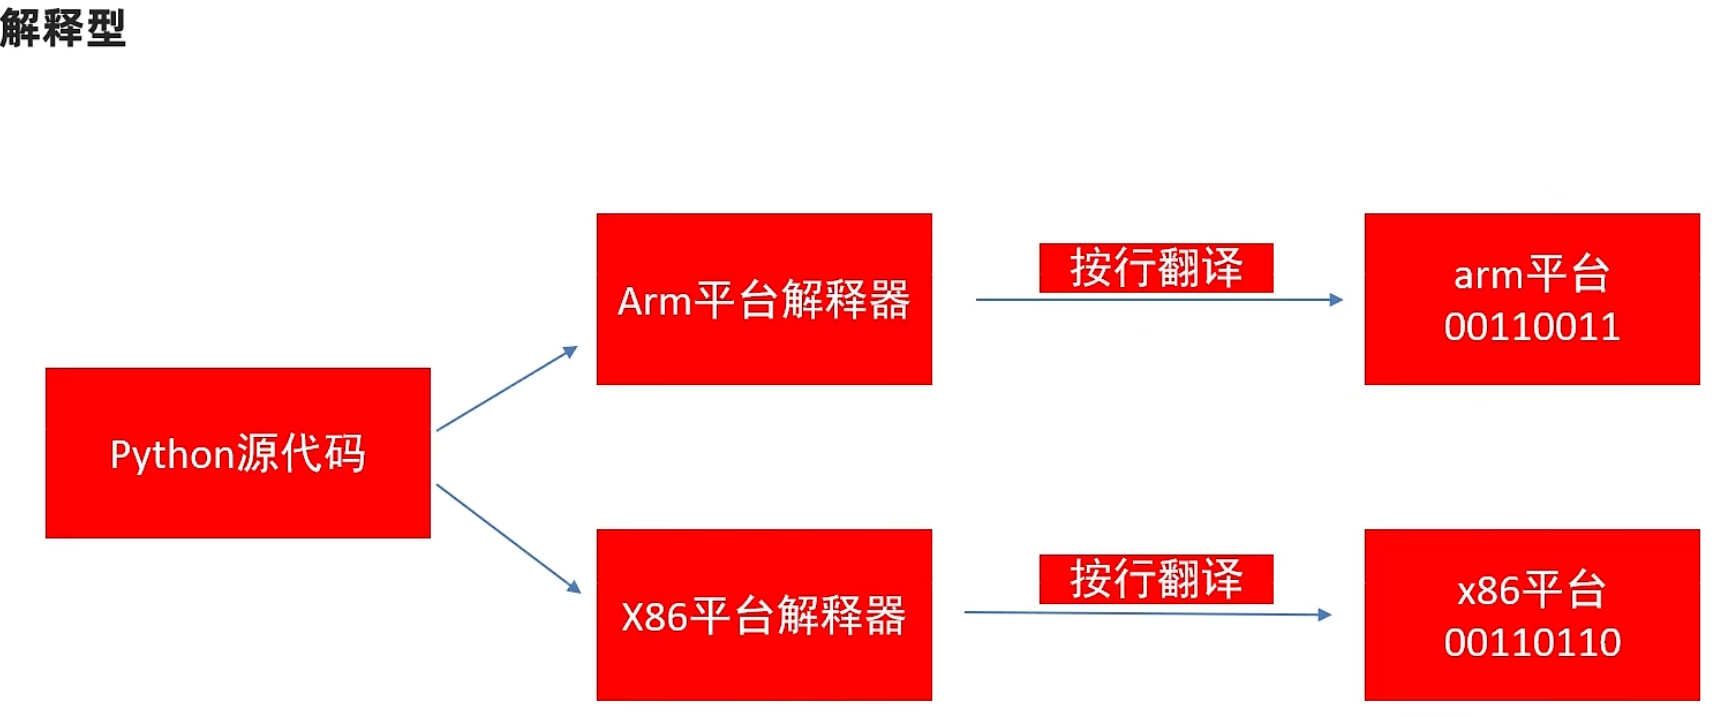 解释型
Arm平台解释器
按行翻译
arm平台
00110011
Python源代码
X86平台解释器
按行翻译
x86平台
00110110